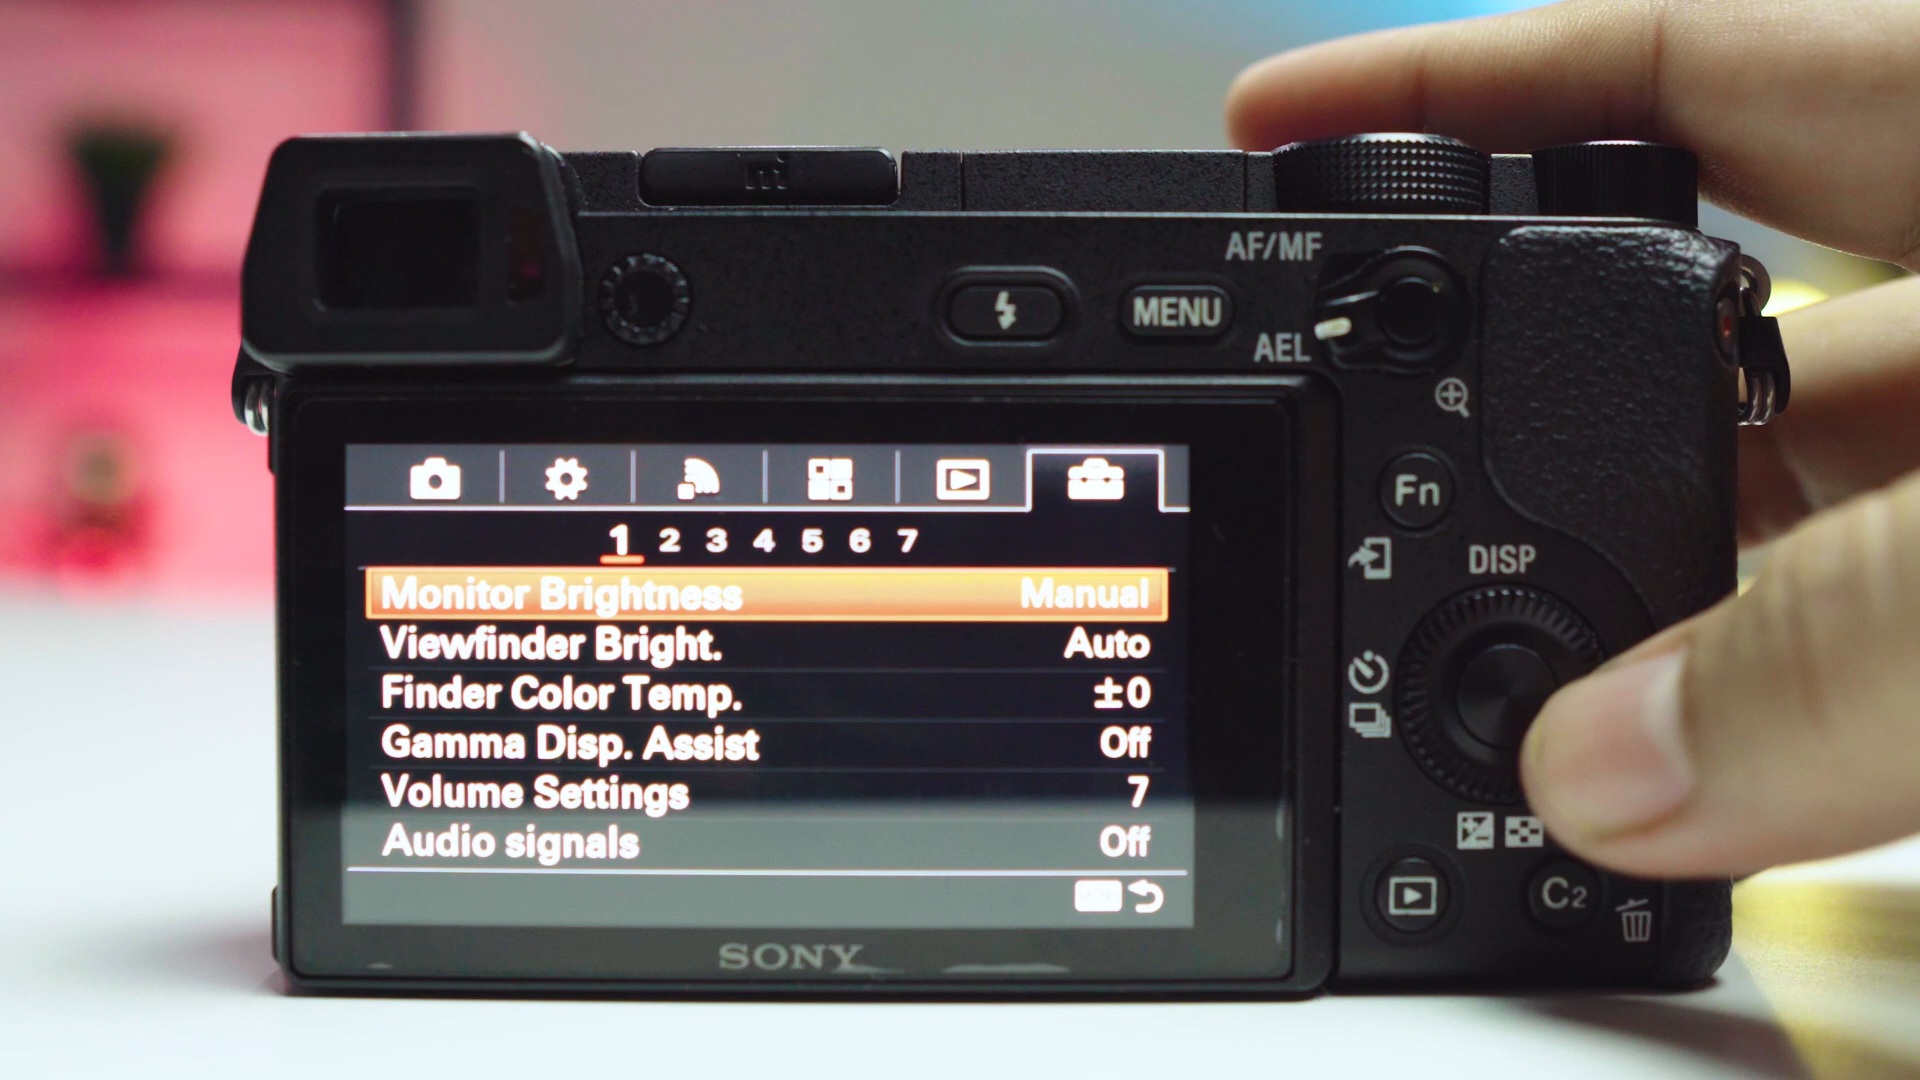 AF/MF
MENU
AEL
1 2 3 4 5 6 7
Monitor Brightness Manual
Viewfinder Bright. Auto
Finder Color Temp. ±0
Gamma Disp. Assist Off
Volume Settings 7
Audio signals Off
SONY
Fn
DISP
C2